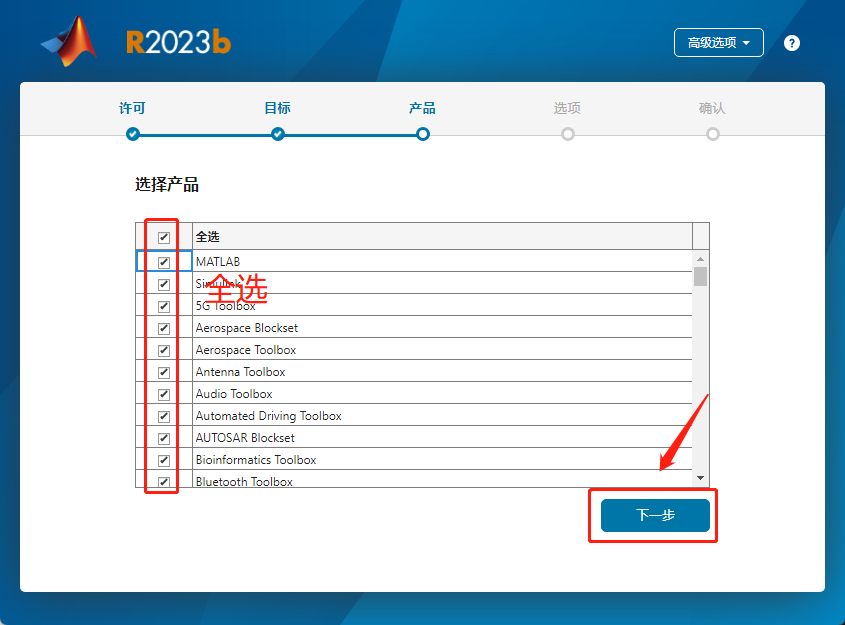 R2023b
高级选项
?
许可 目标 产品 选项 确认
选择产品
全选
MATLAB
Simulink
全选
5G Toolbox
Aerospace Blockset
Aerospace Toolbox
Antenna Toolbox
Audio Toolbox
Automated Driving Toolbox
AUTOSAR Blockset
Bioinformatics Toolbox
Bluetooth Toolbox
下一步